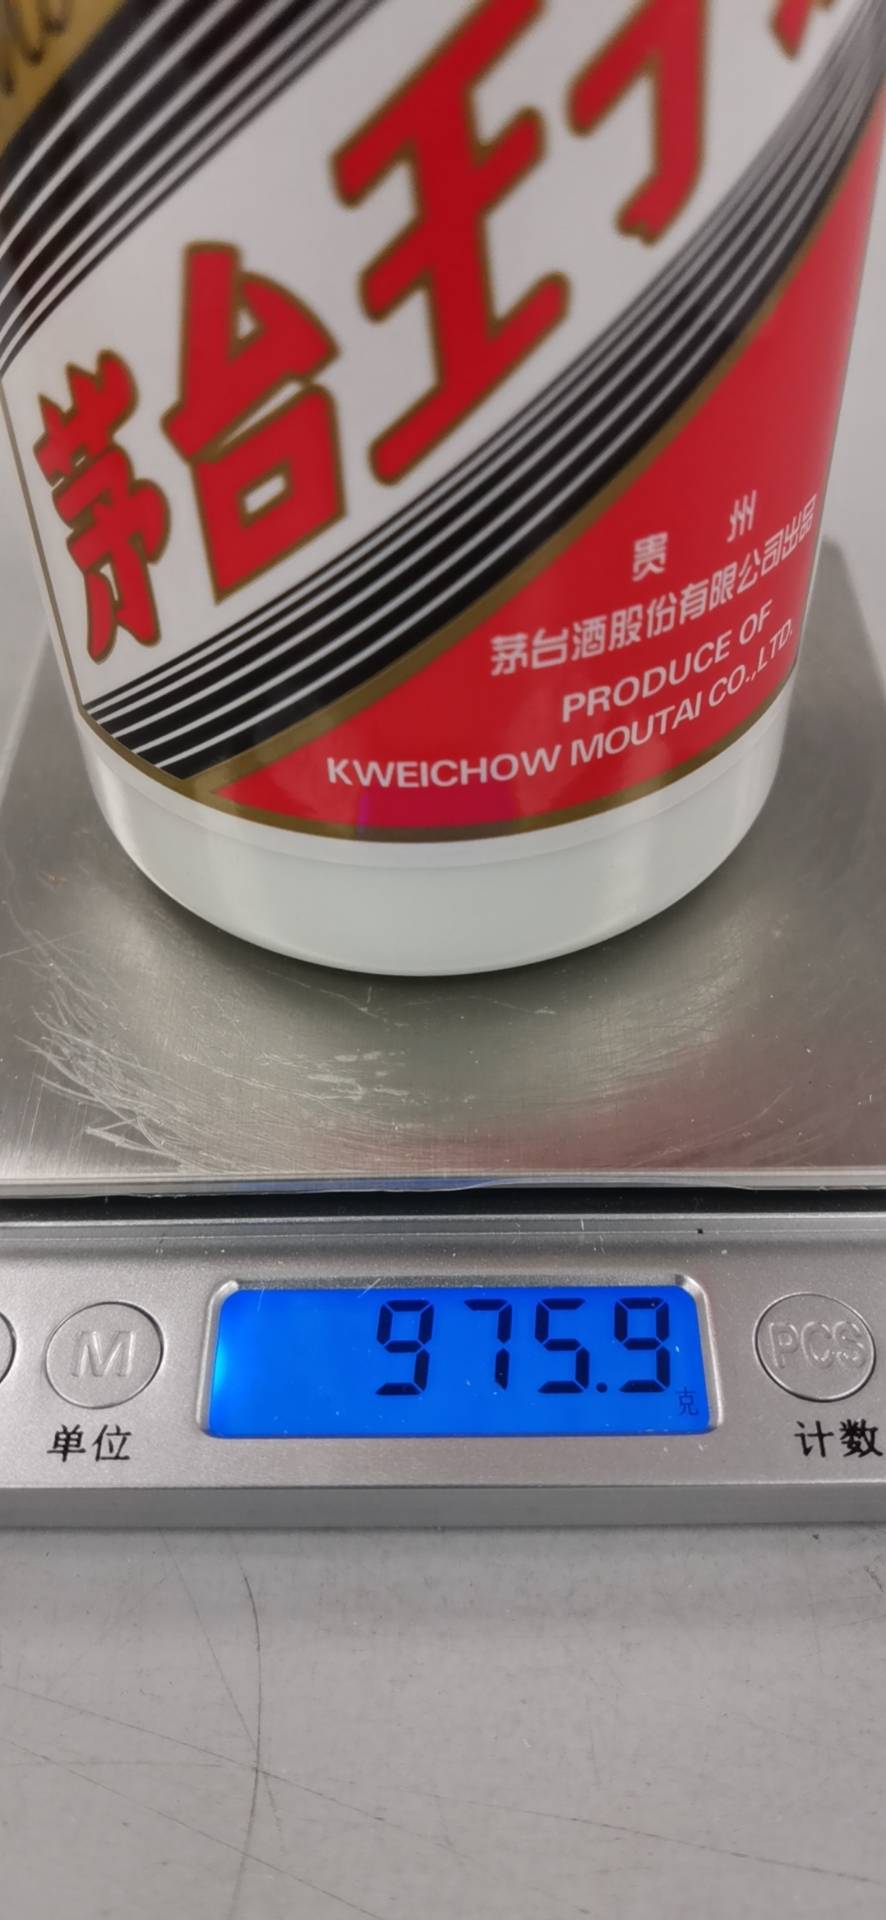 茅台王子
贵州
茅台酒股份有限公司出品
PRODUCE OF
KWEICHOW MOUTAI CO.,LTD.
975.9
克
M
PCS
单位
计数